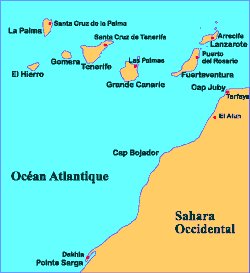 Santa Cruz de la Palma
La Palma
Santa Cruz de Tenerife
Arrecife
Lanzarote
Puerto
del Rosario
Gomera
Tenerife
Las Palmas
El Hierro
Grande Canarie
Fuertaventura
Cap Juby
Tarfaya
El Aiun
Cap Bojador
Océan Atlantique
Sahara
Occidental
Dakhla
Pointe Sarga